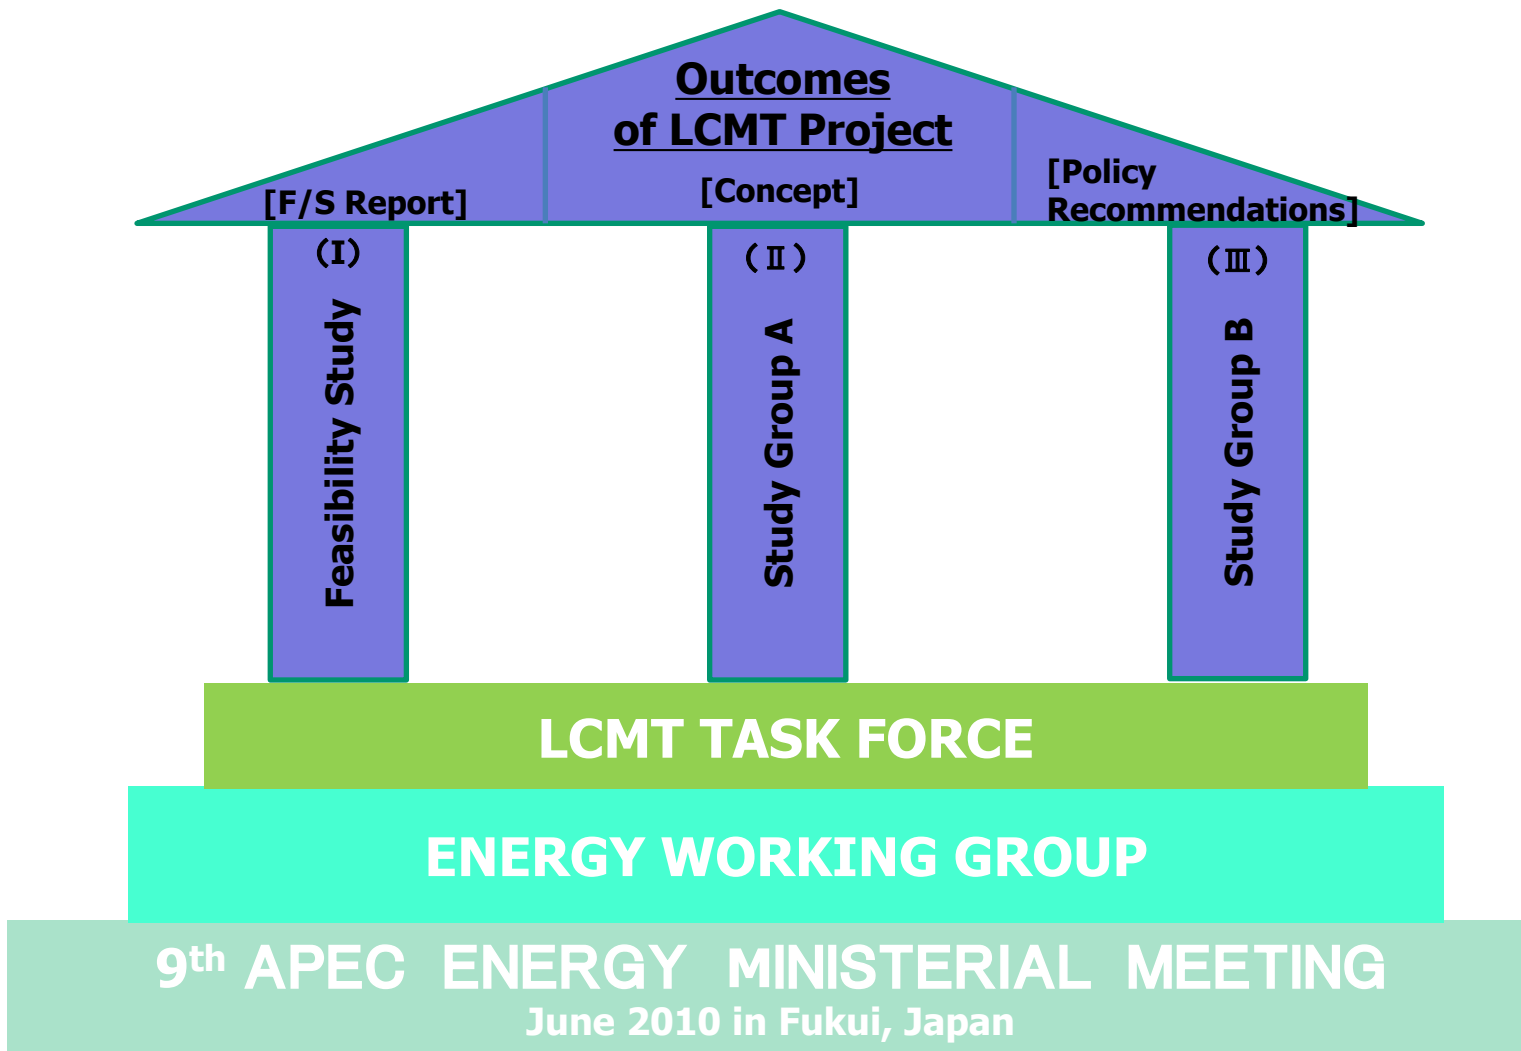 Outcomes
of LCMT Project
[F/S Report]
[Concept]
[Policy
Recommendations]
（I）
（Ⅱ）
（Ⅲ）
Feasibility Study
Study Group A
Study Group B
LCMT TASK FORCE
ENERGY WORKING GROUP
9th APEC ENERGY MINISTERIAL MEETING
June 2010 in Fukui, Japan